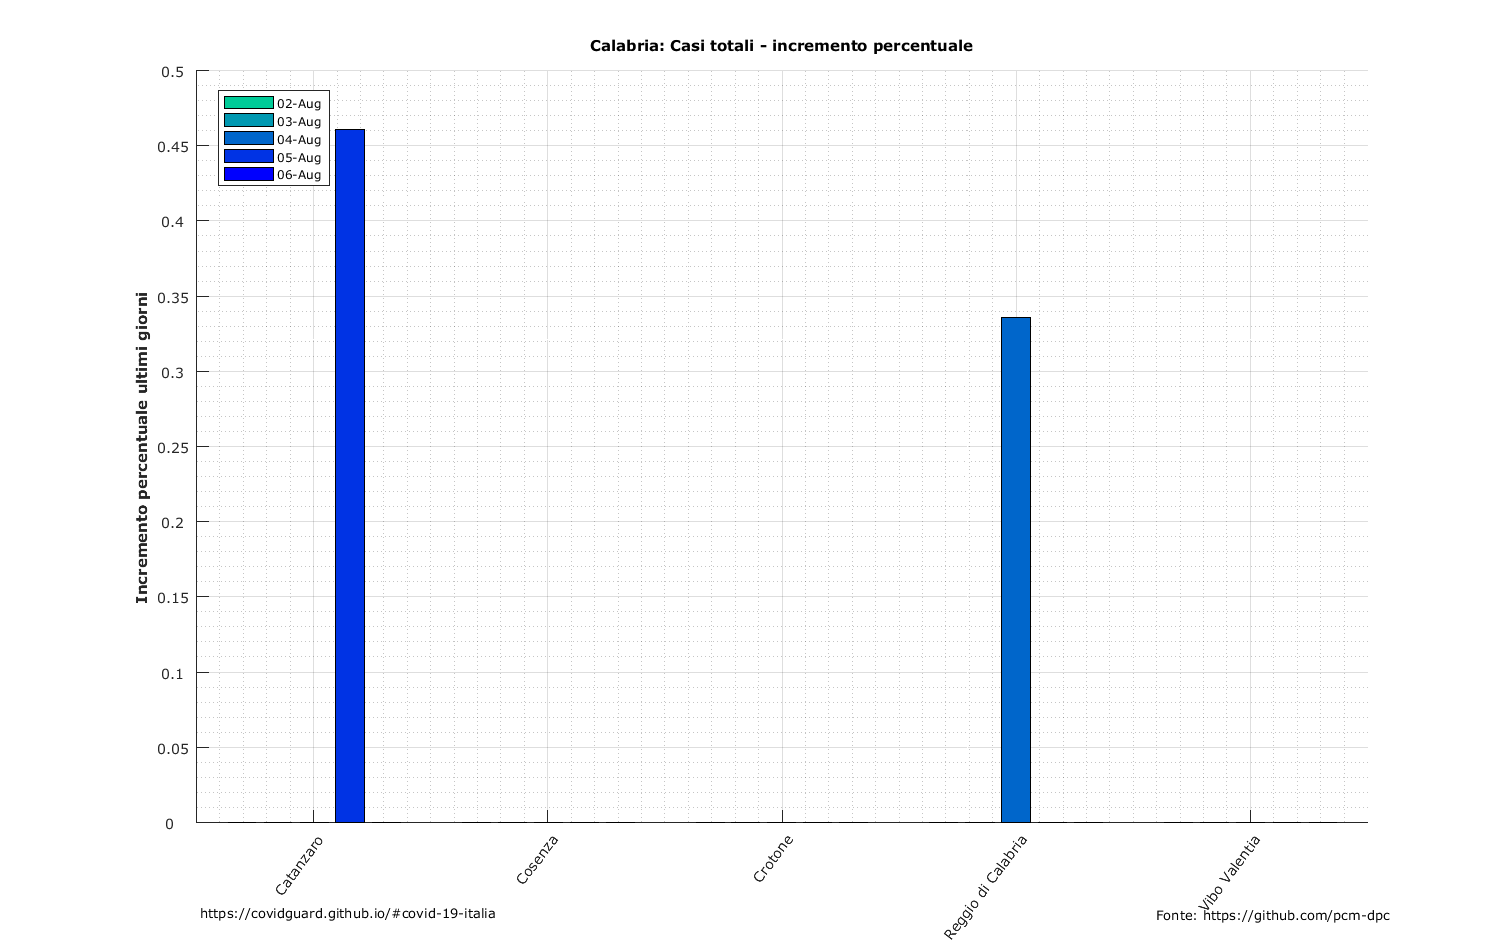 Calabria: Casi totali - incremento percentuale
0.5
0.45
0.4
0.35
0.3
0.25
0.2
0.15
0.1
0.05
0
Incremento percentuale ultimi giorni
02-Aug
03-Aug
04-Aug
05-Aug
06-Aug
Catanzaro
Cosenza
Crotone
Reggio di Calabria
Vibo Valentia
https://covidguard.github.io/#covid-19-italia
Fonte: https://github.com/pcm-dpc